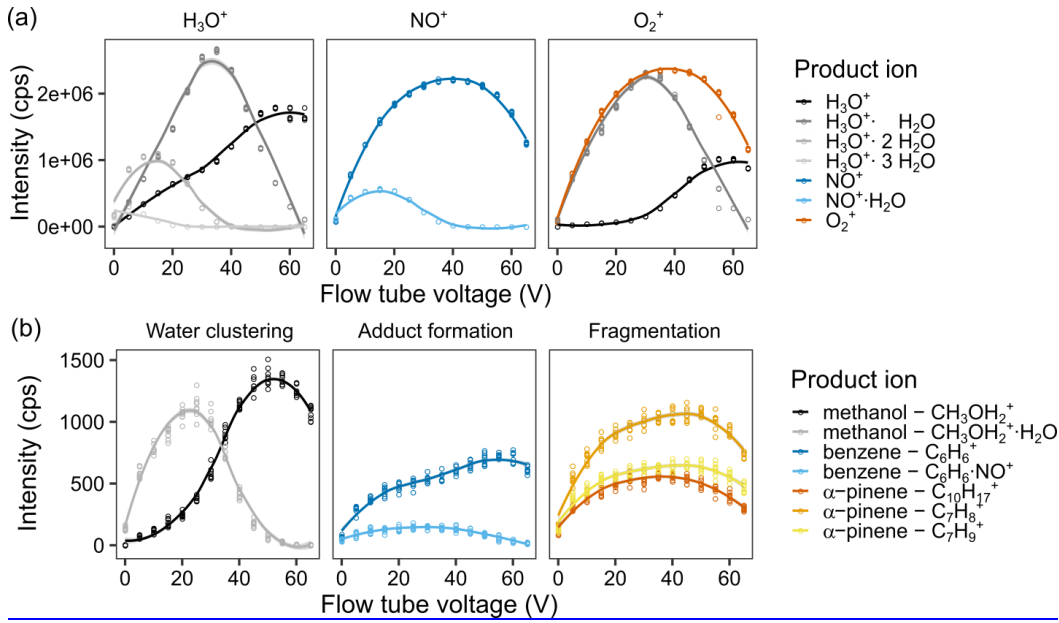 (a)
H₃O⁺ NO⁺ O₂⁺
Intensity (cps)
2e+06
1e+06
0e+00
0 20 40 60 0 20 40 60 0 20 40 60
Flow tube voltage (V)
Product ion
H₃O⁺
H₃O⁺· H₂O
H₃O⁺· 2 H₂O
H₃O⁺· 3 H₂O
NO⁺
NO⁺·H₂O
O₂⁺
(b)
Water clustering Adduct formation Fragmentation
Intensity (cps)
1500
1000
500
0
0 20 40 60 0 20 40 60 0 20 40 60
Flow tube voltage (V)
Product ion
methanol – CH3OH₂⁺
methanol – CH3OH₂⁺·H₂O
benzene – C₆H₆⁺
benzene – C₆H₆·NO⁺
α-pinene – C₁₀H₁₇⁺
α-pinene – C₇H₈⁺
α-pinene – C₇H₉⁺